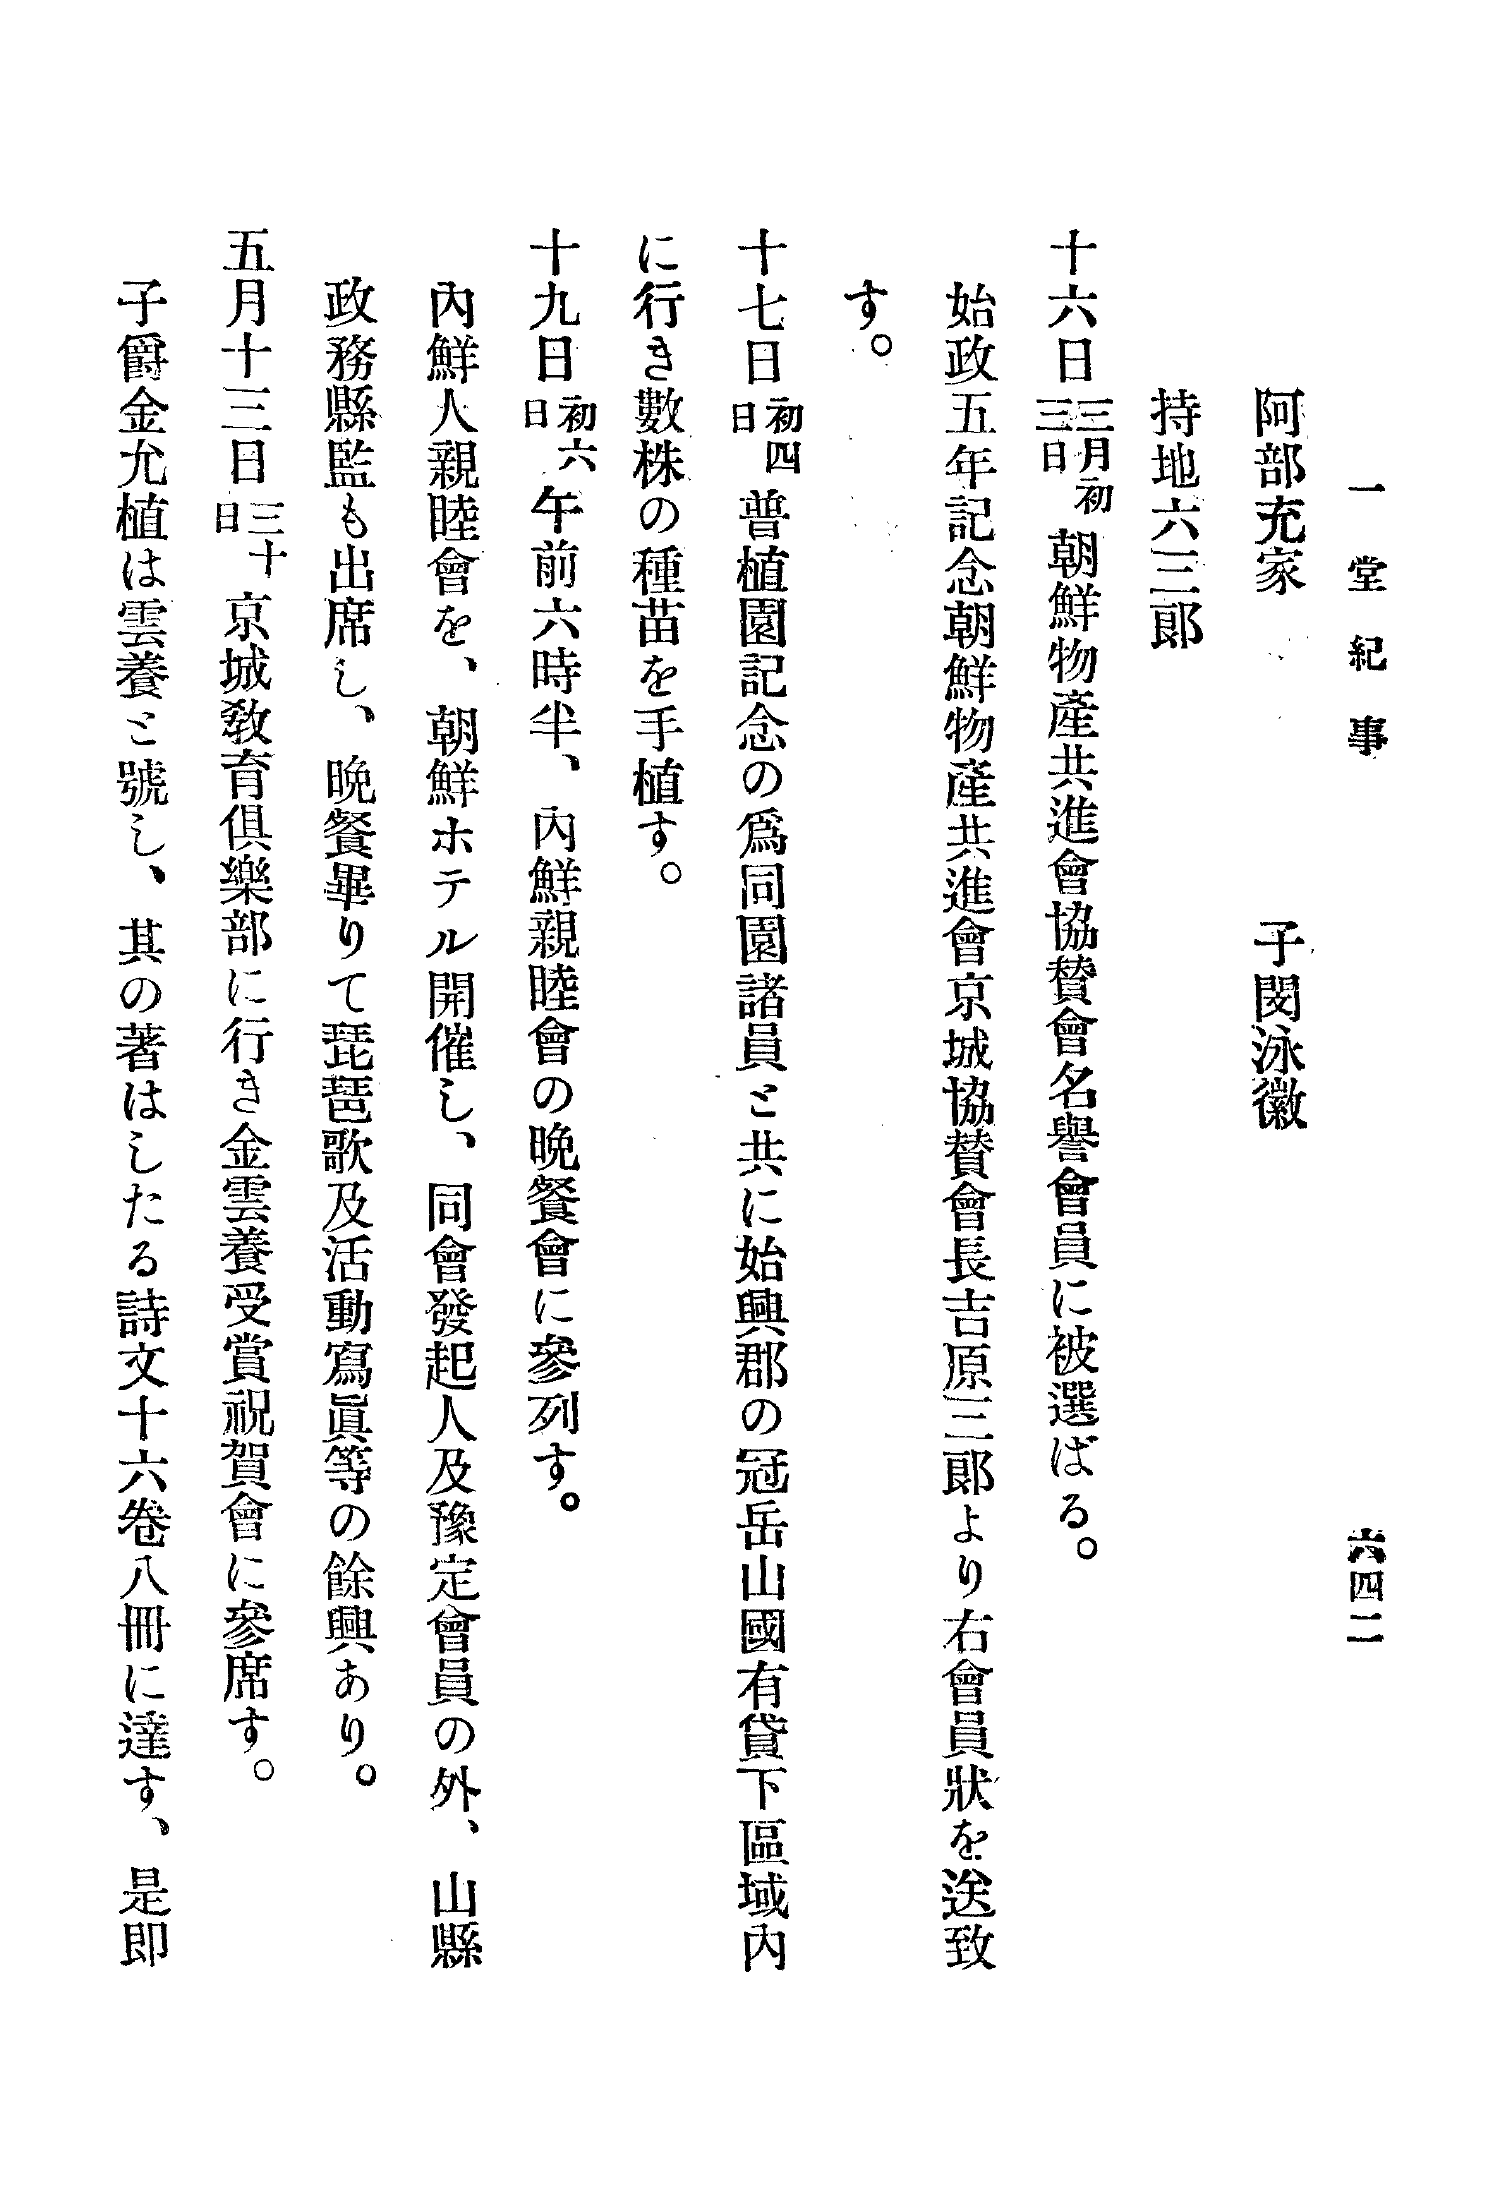 一堂紀事　六四二
阿部充家　子閔泳徽
持地六三郞
十六日三月初三日朝鮮物產共進會協贊會名譽會員に被選ばる。
始政五年記念朝鮮物產共進會京城協贊會長吉原三郞より右會員狀を送致
す。
十七日初四日普植園記念の爲同園諸員と共に始興郡の冠岳山國有貸下區域內
に行き數株の種苗を手植す。
十九日初六日午前六時半、內鮮親睦會の晚餐會に參列す。
內鮮人親睦會を、朝鮮ホテル開催し、同會發起人及豫定會員の外、山縣
政務縣監も出席し、晚餐畢りて琵琶歌及活動寫眞等の餘興あり。
五月十三日三十日京城敎育俱樂部に行き金雲養受賞祝賀會に參席す。
子爵金允植は雲養と號し、其の著はしたる詩文十六卷八冊に達す、是即